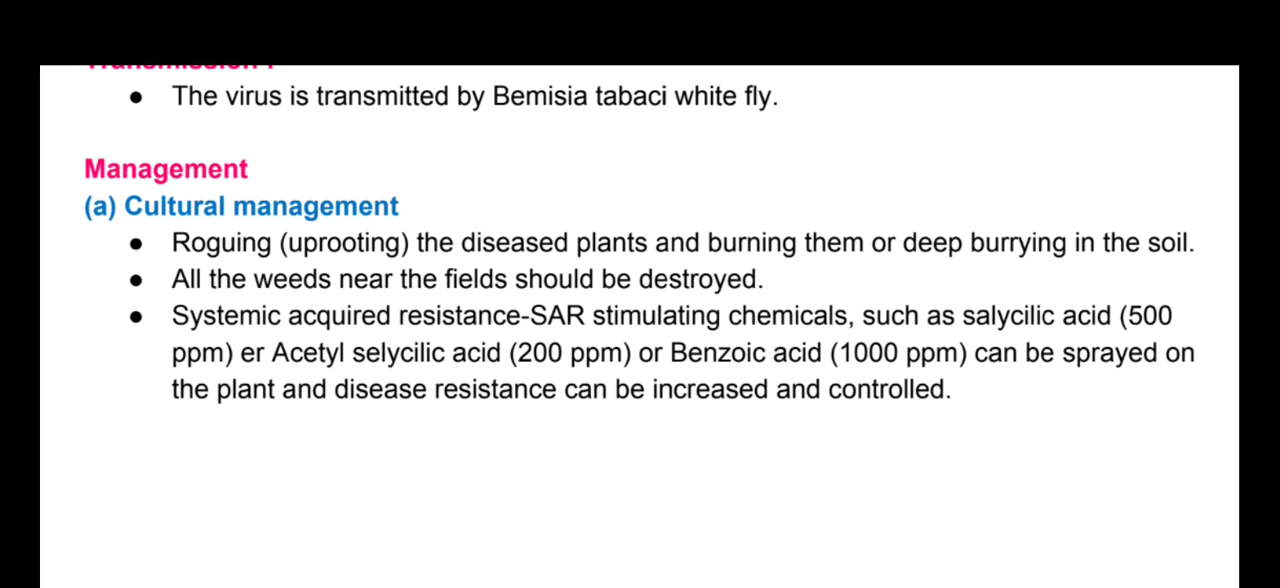 ● The virus is transmitted by Bemisia tabaci white fly.
Management
(a) Cultural management
● Roguing (uprooting) the diseased plants and burning them or deep burrying in the soil.
● All the weeds near the fields should be destroyed.
● Systemic acquired resistance-SAR stimulating chemicals, such as salycilic acid (500
ppm) er Acetyl selycilic acid (200 ppm) or Benzoic acid (1000 ppm) can be sprayed on
the plant and disease resistance can be increased and controlled.